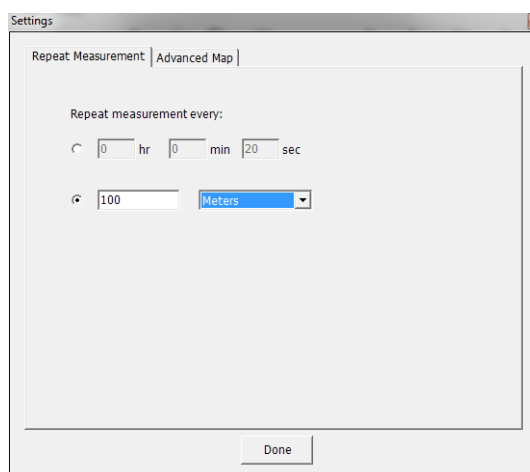 Settings
Repeat Measurement Advanced Map
Repeat measurement every:
0 hr 0 min 20 sec
100 Meters
Done